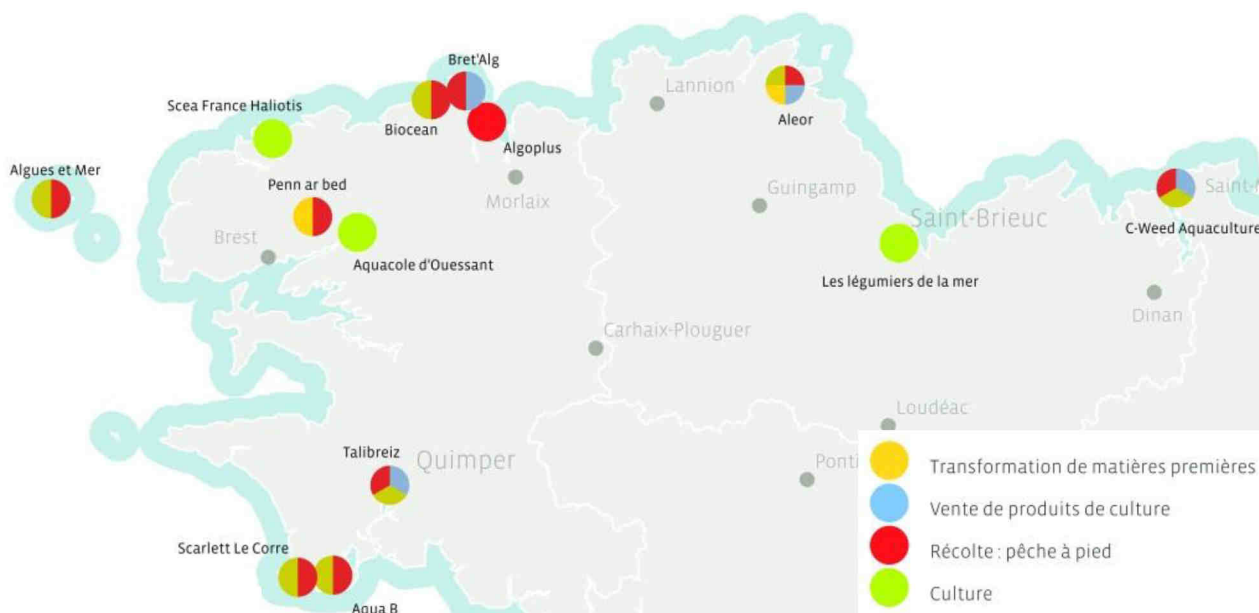 Bret'Alg
Lannion
Scea France Haliotis
Biocean
Algoplus
Aleor
Algues et Mer
Penn ar bed
Morlaix
Guingamp
Saint-Brieuc
C-Weed Aquaculture
Brest
Aquacole d'Ouessant
Les légumiers de la mer
Dinan
Carhaix-Plouguer
Loudéac
Talibreiz
Quimper
Transformation de matières premières
Vente de produits de culture
Scarlett Le Corre
Récolte : pêche à pied
Culture
Aqua B